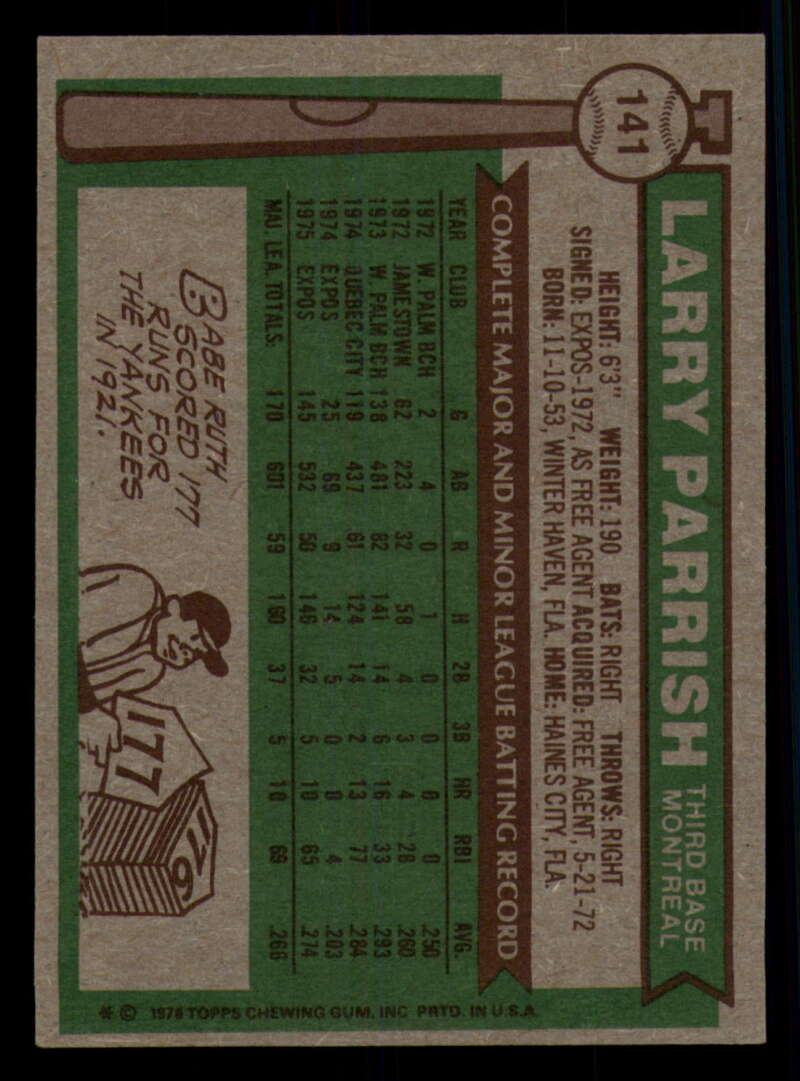 141
LARRY PARRISH THIRD BASE
MONTREAL
HEIGHT: 6'3" WEIGHT: 190 BATS: RIGHT THROWS: RIGHT
SIGNED: EXPOS-1972, AS FREE AGENT ACQUIRED: FREE AGENT, 5-21-72
BORN: 11-10-53, WINTER HAVEN, FLA. HOME: HAINES CITY, FLA.
COMPLETE MAJOR AND MINOR LEAGUE BATTING RECORD
YEAR CLUB G AB R H 2B 3B HR RBI AVG.
1972 W. PALM BCH 2 4 0 1 0 0 0 0 .250
1972 JAMESTOWN 62 223 32 58 4 3 4 28 .260
1973 W. PALM BCH 138 481 82 141 14 6 16 33 .293
1974 QUEBEC CITY 119 437 61 124 14 2 13 77 .284
1974 EXPOS 25 69 9 14 5 0 0 4 .203
1975 EXPOS 145 532 50 146 32 5 10 65 .274
MAJ. LEA. TOTALS: 170 601 59 160 37 5 10 69 .266
BABE RUTH
SCORED 177
RUNS FOR
THE YANKEES
IN 1921.
177
176
* © 1976 TOPPS CHEWING GUM, INC PRTD. IN U.S.A.